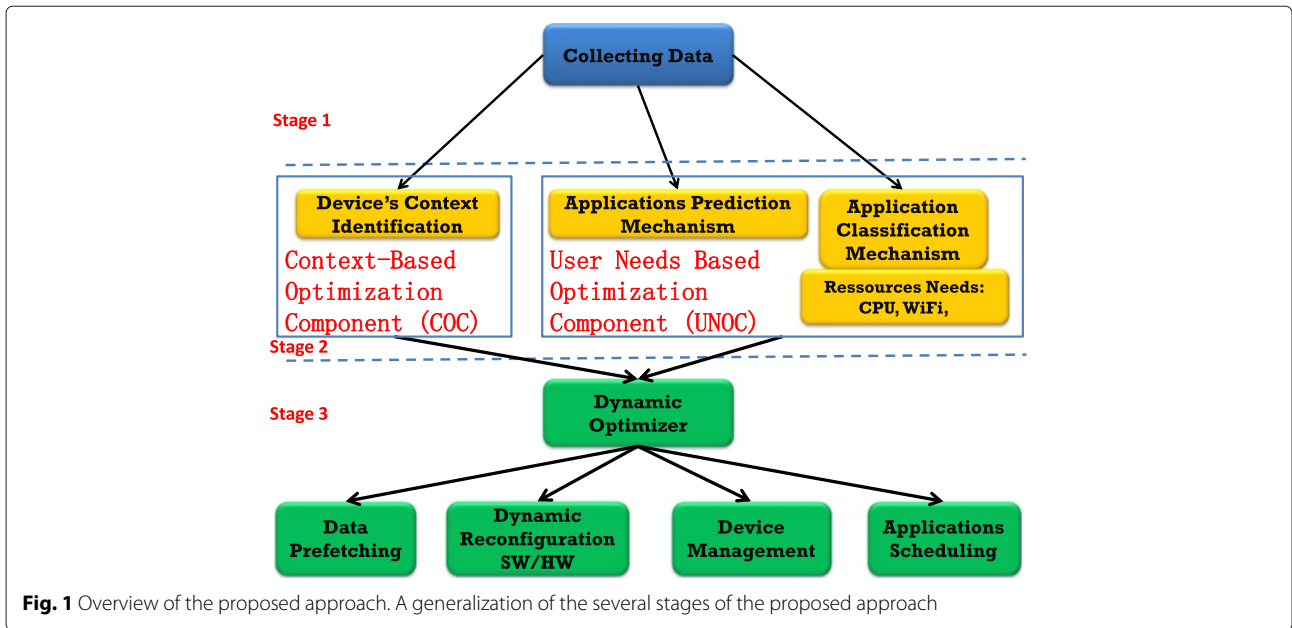 Collecting Data
Stage 1
Device's Context
Identification
Applications Prediction
Mechanism
Application
Classification
Mechanism
Ressources Needs:
CPU, WiFi,
Context-Based
Optimization
Component (COC)
User Needs Based
Optimization
Component (UNOC)
Stage 2
Stage 3
Dynamic
Optimizer
Data
Prefetching
Dynamic
Reconfiguration
SW/HW
Device
Management
Applications
Scheduling
Fig. 1 Overview of the proposed approach. A generalization of the several stages of the proposed approach